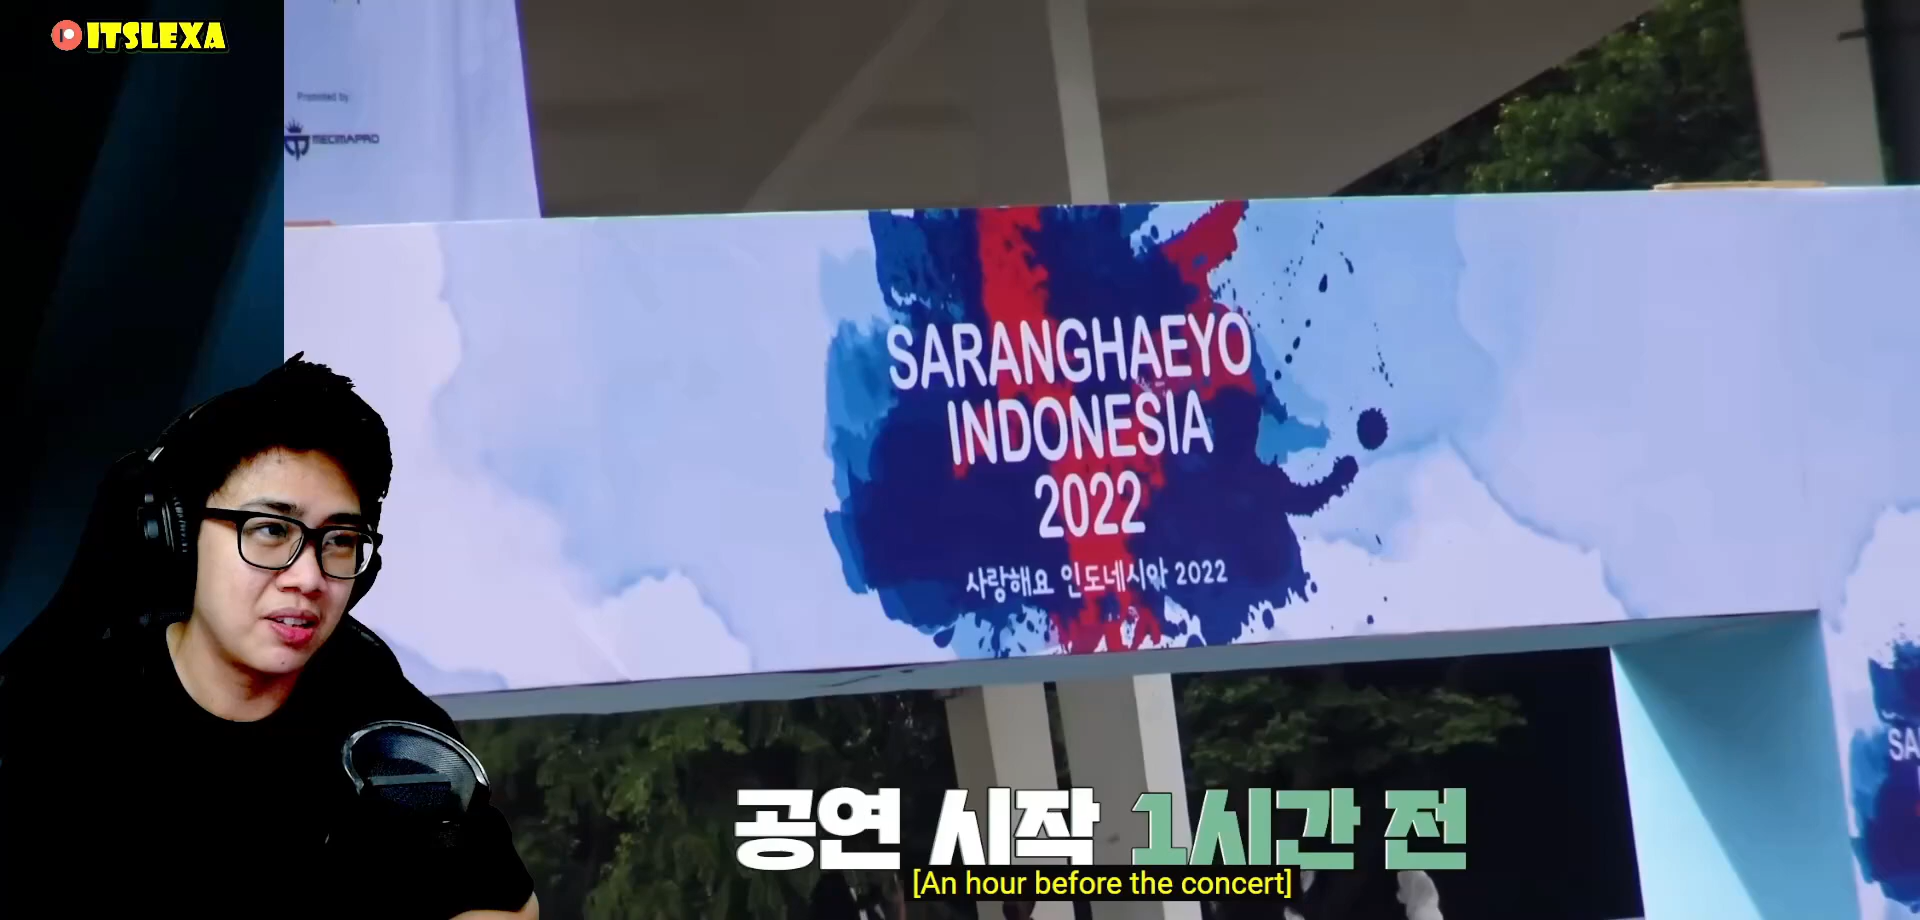 ITSLEXA
Promoted by
MECIMAPRO
SARANGHAEYO
INDONESIA
2022
사랑해요 인도네시아 2022
SA
공연 시작 1시간 전
[An hour before the concert]